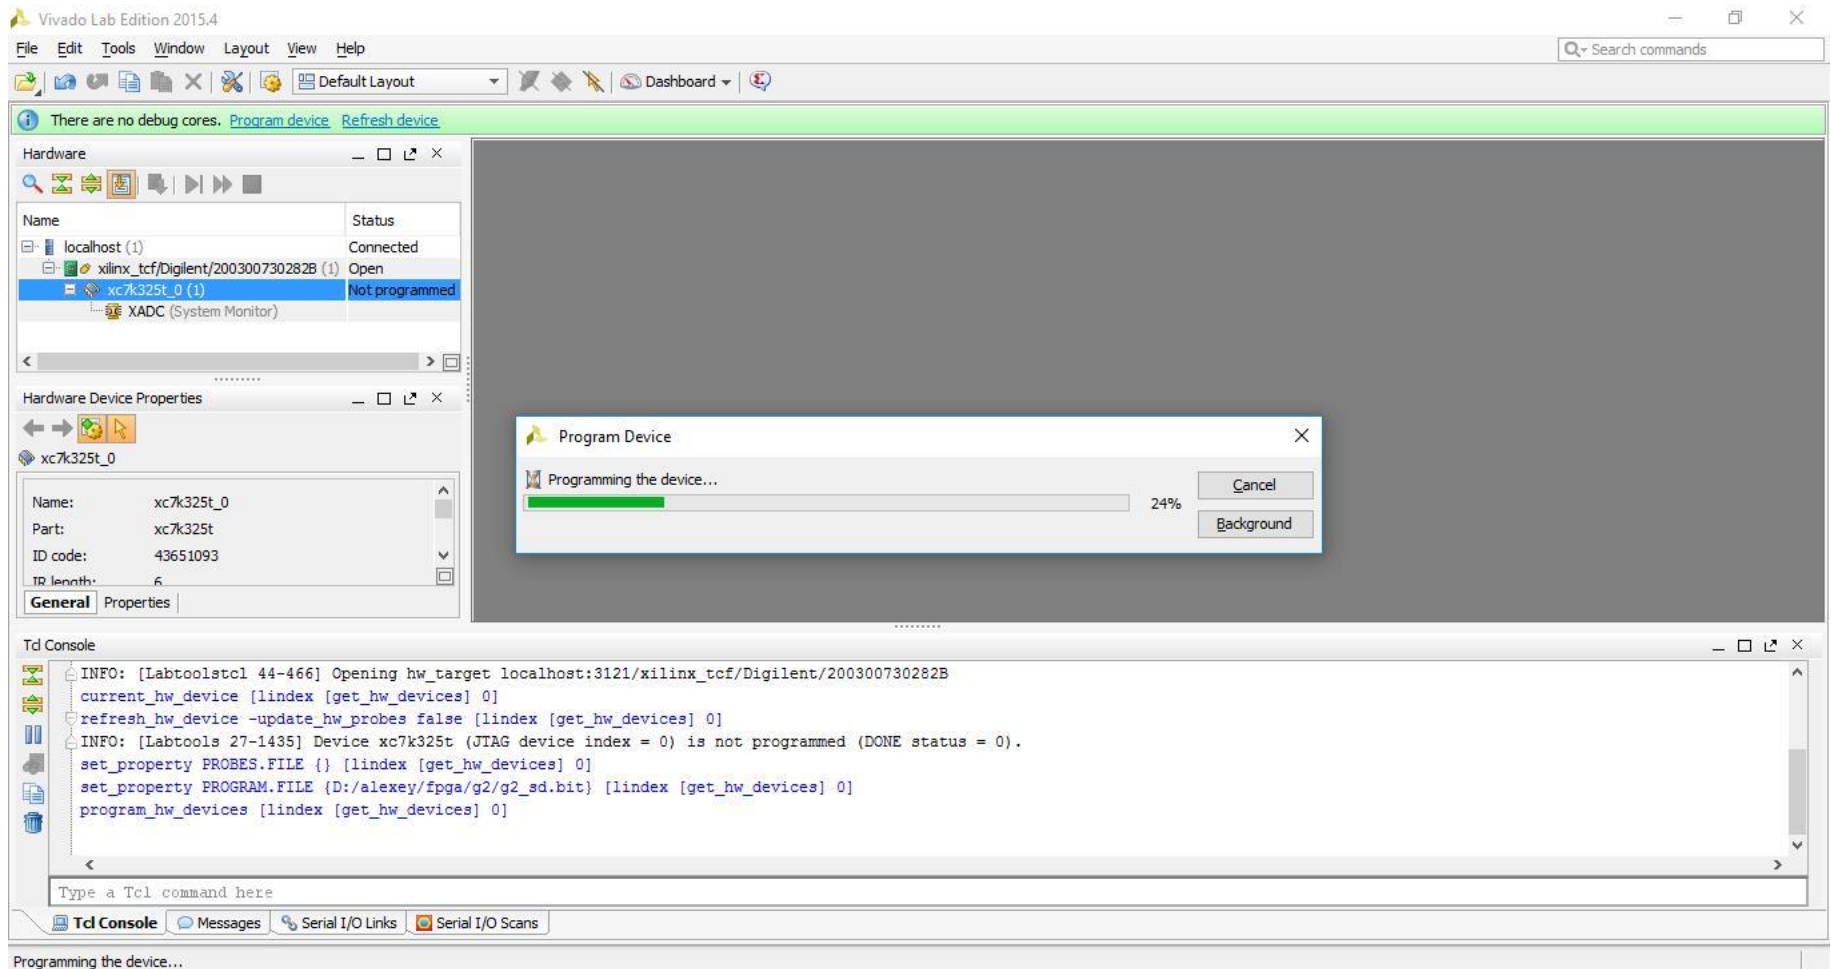 Vivado Lab Edition 2015.4
File Edit Tools Window Layout View Help
Search commands
Default Layout
Dashboard
There are no debug cores. Program device Refresh device
Hardware
Name Status
localhost (1) Connected
xilinx_tcf/Digilent/200300730282B (1) Open
xc7k325t_0 (1) Not programmed
XADC (System Monitor)
Hardware Device Properties
xc7k325t_0
Name: xc7k325t_0
Part: xc7k325t
ID code: 43651093
IR length: 6
General Properties
Program Device
Programming the device...
24%
Cancel
Background
Tcl Console
INFO: [Labtoolstcl 44-466] Opening hw_target localhost:3121/xilinx_tcf/Digilent/200300730282B
current_hw_device [lindex [get_hw_devices] 0]
refresh_hw_device -update_hw_probes false [lindex [get_hw_devices] 0]
INFO: [Labtools 27-1435] Device xc7k325t (JTAG device index = 0) is not programmed (DONE status = 0).
set_property PROBES.FILE {} [lindex [get_hw_devices] 0]
set_property PROGRAM.FILE {D:/alexey/fpga/g2/g2_sd.bit} [lindex [get_hw_devices] 0]
program_hw_devices [lindex [get_hw_devices] 0]
Type a Tcl command here
Tcl Console Messages Serial I/O Links Serial I/O Scans
Programming the device...